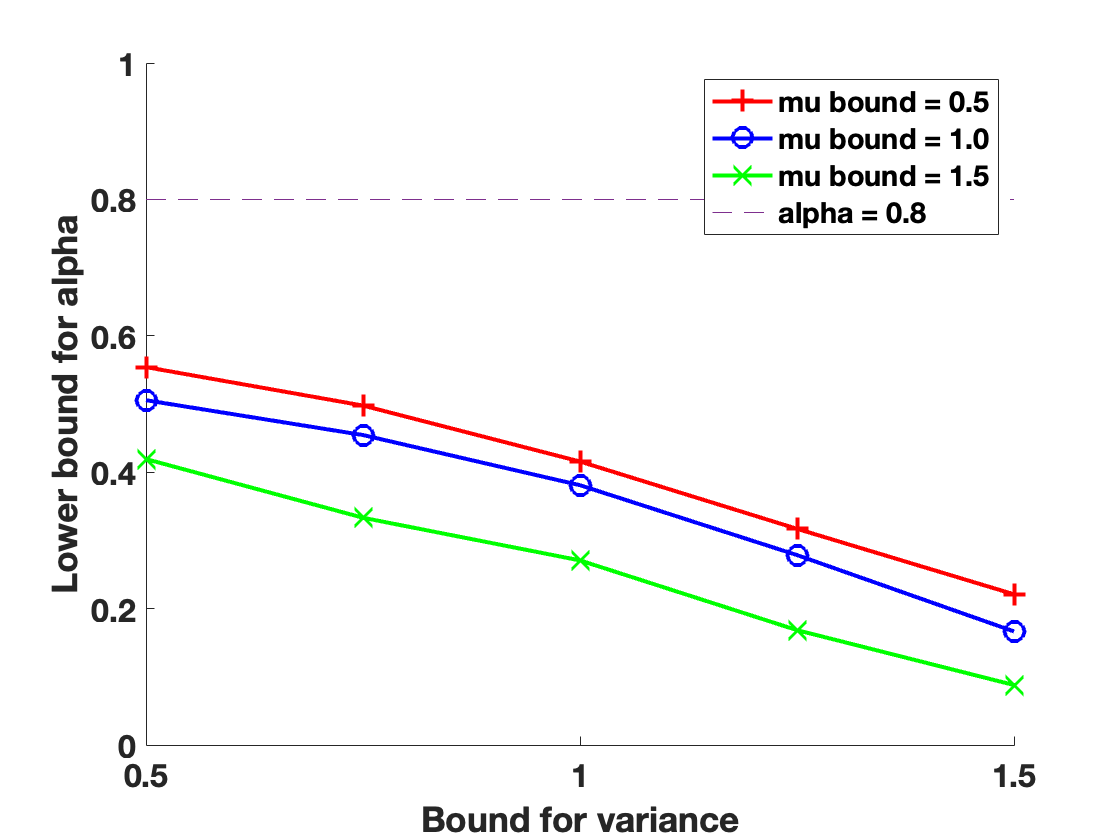 1
0.8
0.6
0.4
0.2
0
0.5
1
1.5
Lower bound for alpha
Bound for variance
mu bound = 0.5
mu bound = 1.0
mu bound = 1.5
alpha = 0.8